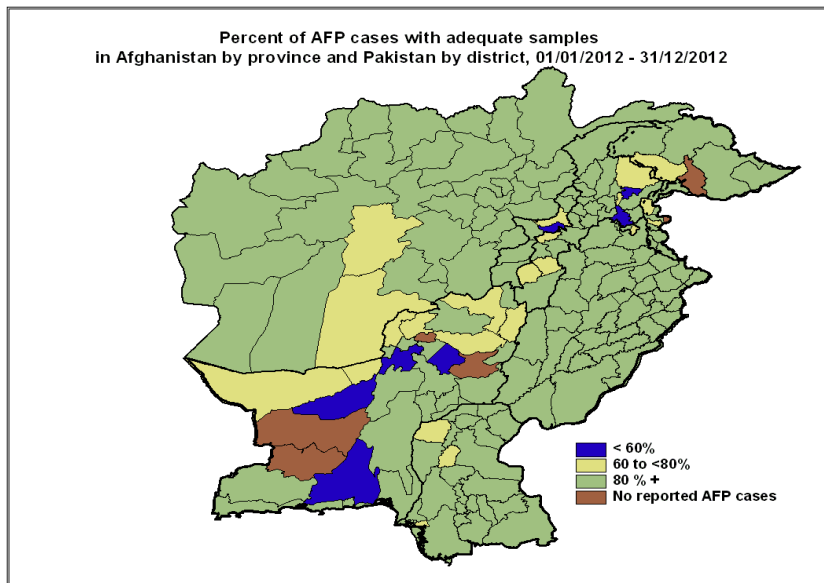 Percent of AFP cases with adequate samples
in Afghanistan by province and Pakistan by district, 01/01/2012 - 31/12/2012
< 60%
60 to <80%
80 % +
No reported AFP cases